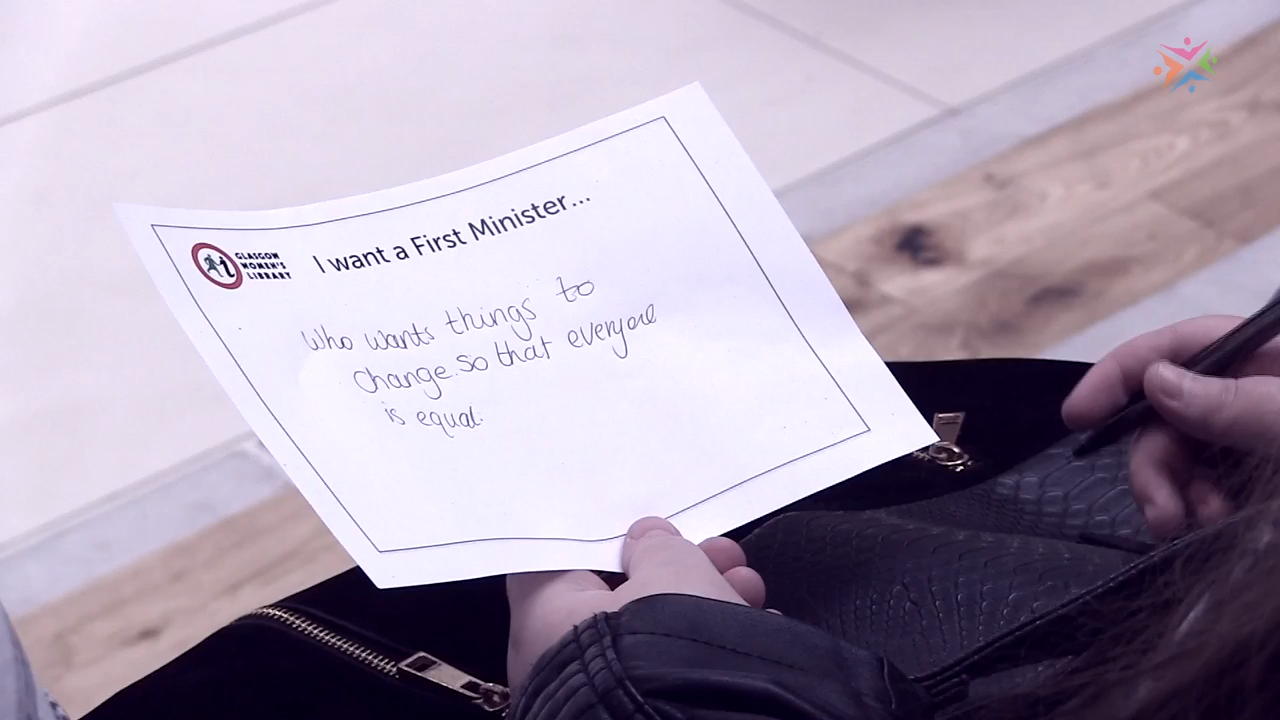 GLASGOW
WOMEN'S
LIBRARY
I want a First Minister...
Who wants things to
change. so that everyone
is equal.